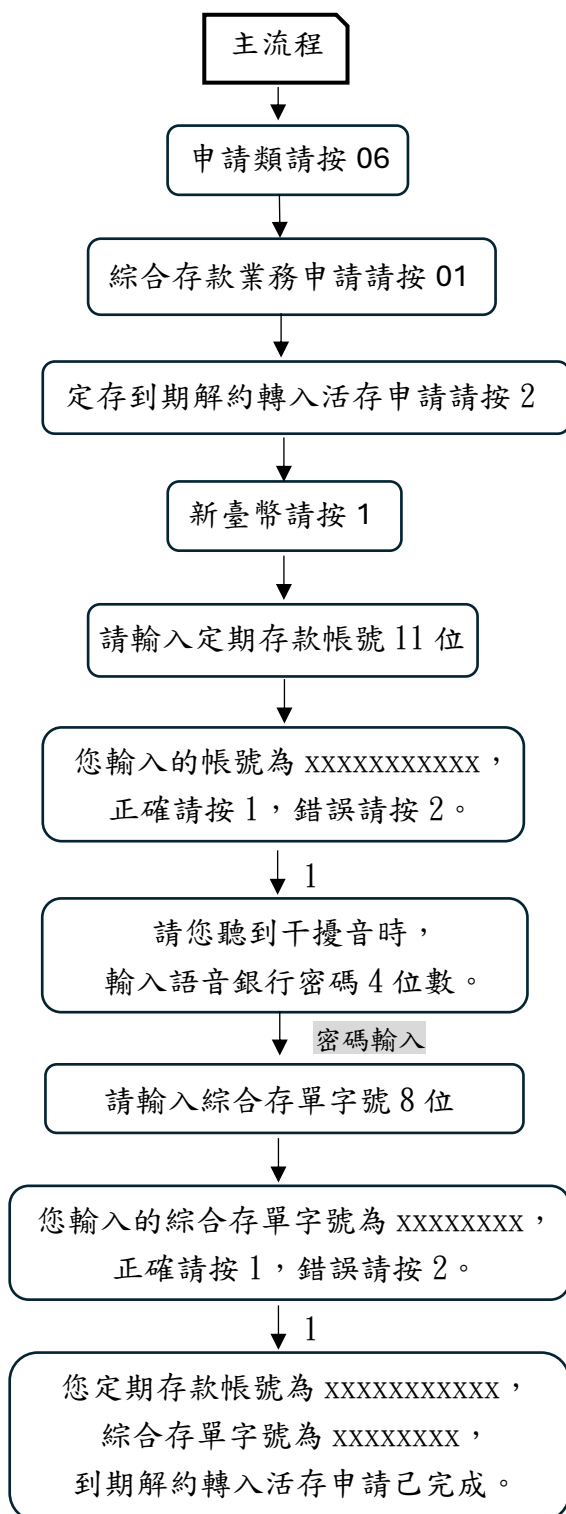 主流程
申請類請按 06
綜合存款業務申請請按 01
定存到期解約轉入活存申請請按 2
新臺幣請按 1
請輸入定期存款帳號 11 位
您輸入的帳號為 xxxxxxxxxxx，
正確請按 1，錯誤請按 2。
1
請您聽到干擾音時，
輸入語音銀行密碼 4 位數。
密碼輸入
請輸入綜合存單字號 8 位
您輸入的綜合存單字號為 xxxxxxxx，
正確請按 1，錯誤請按 2。
1
您定期存款帳號為 xxxxxxxxxxx，
綜合存單字號為 xxxxxxxx，
到期解約轉入活存申請己完成。